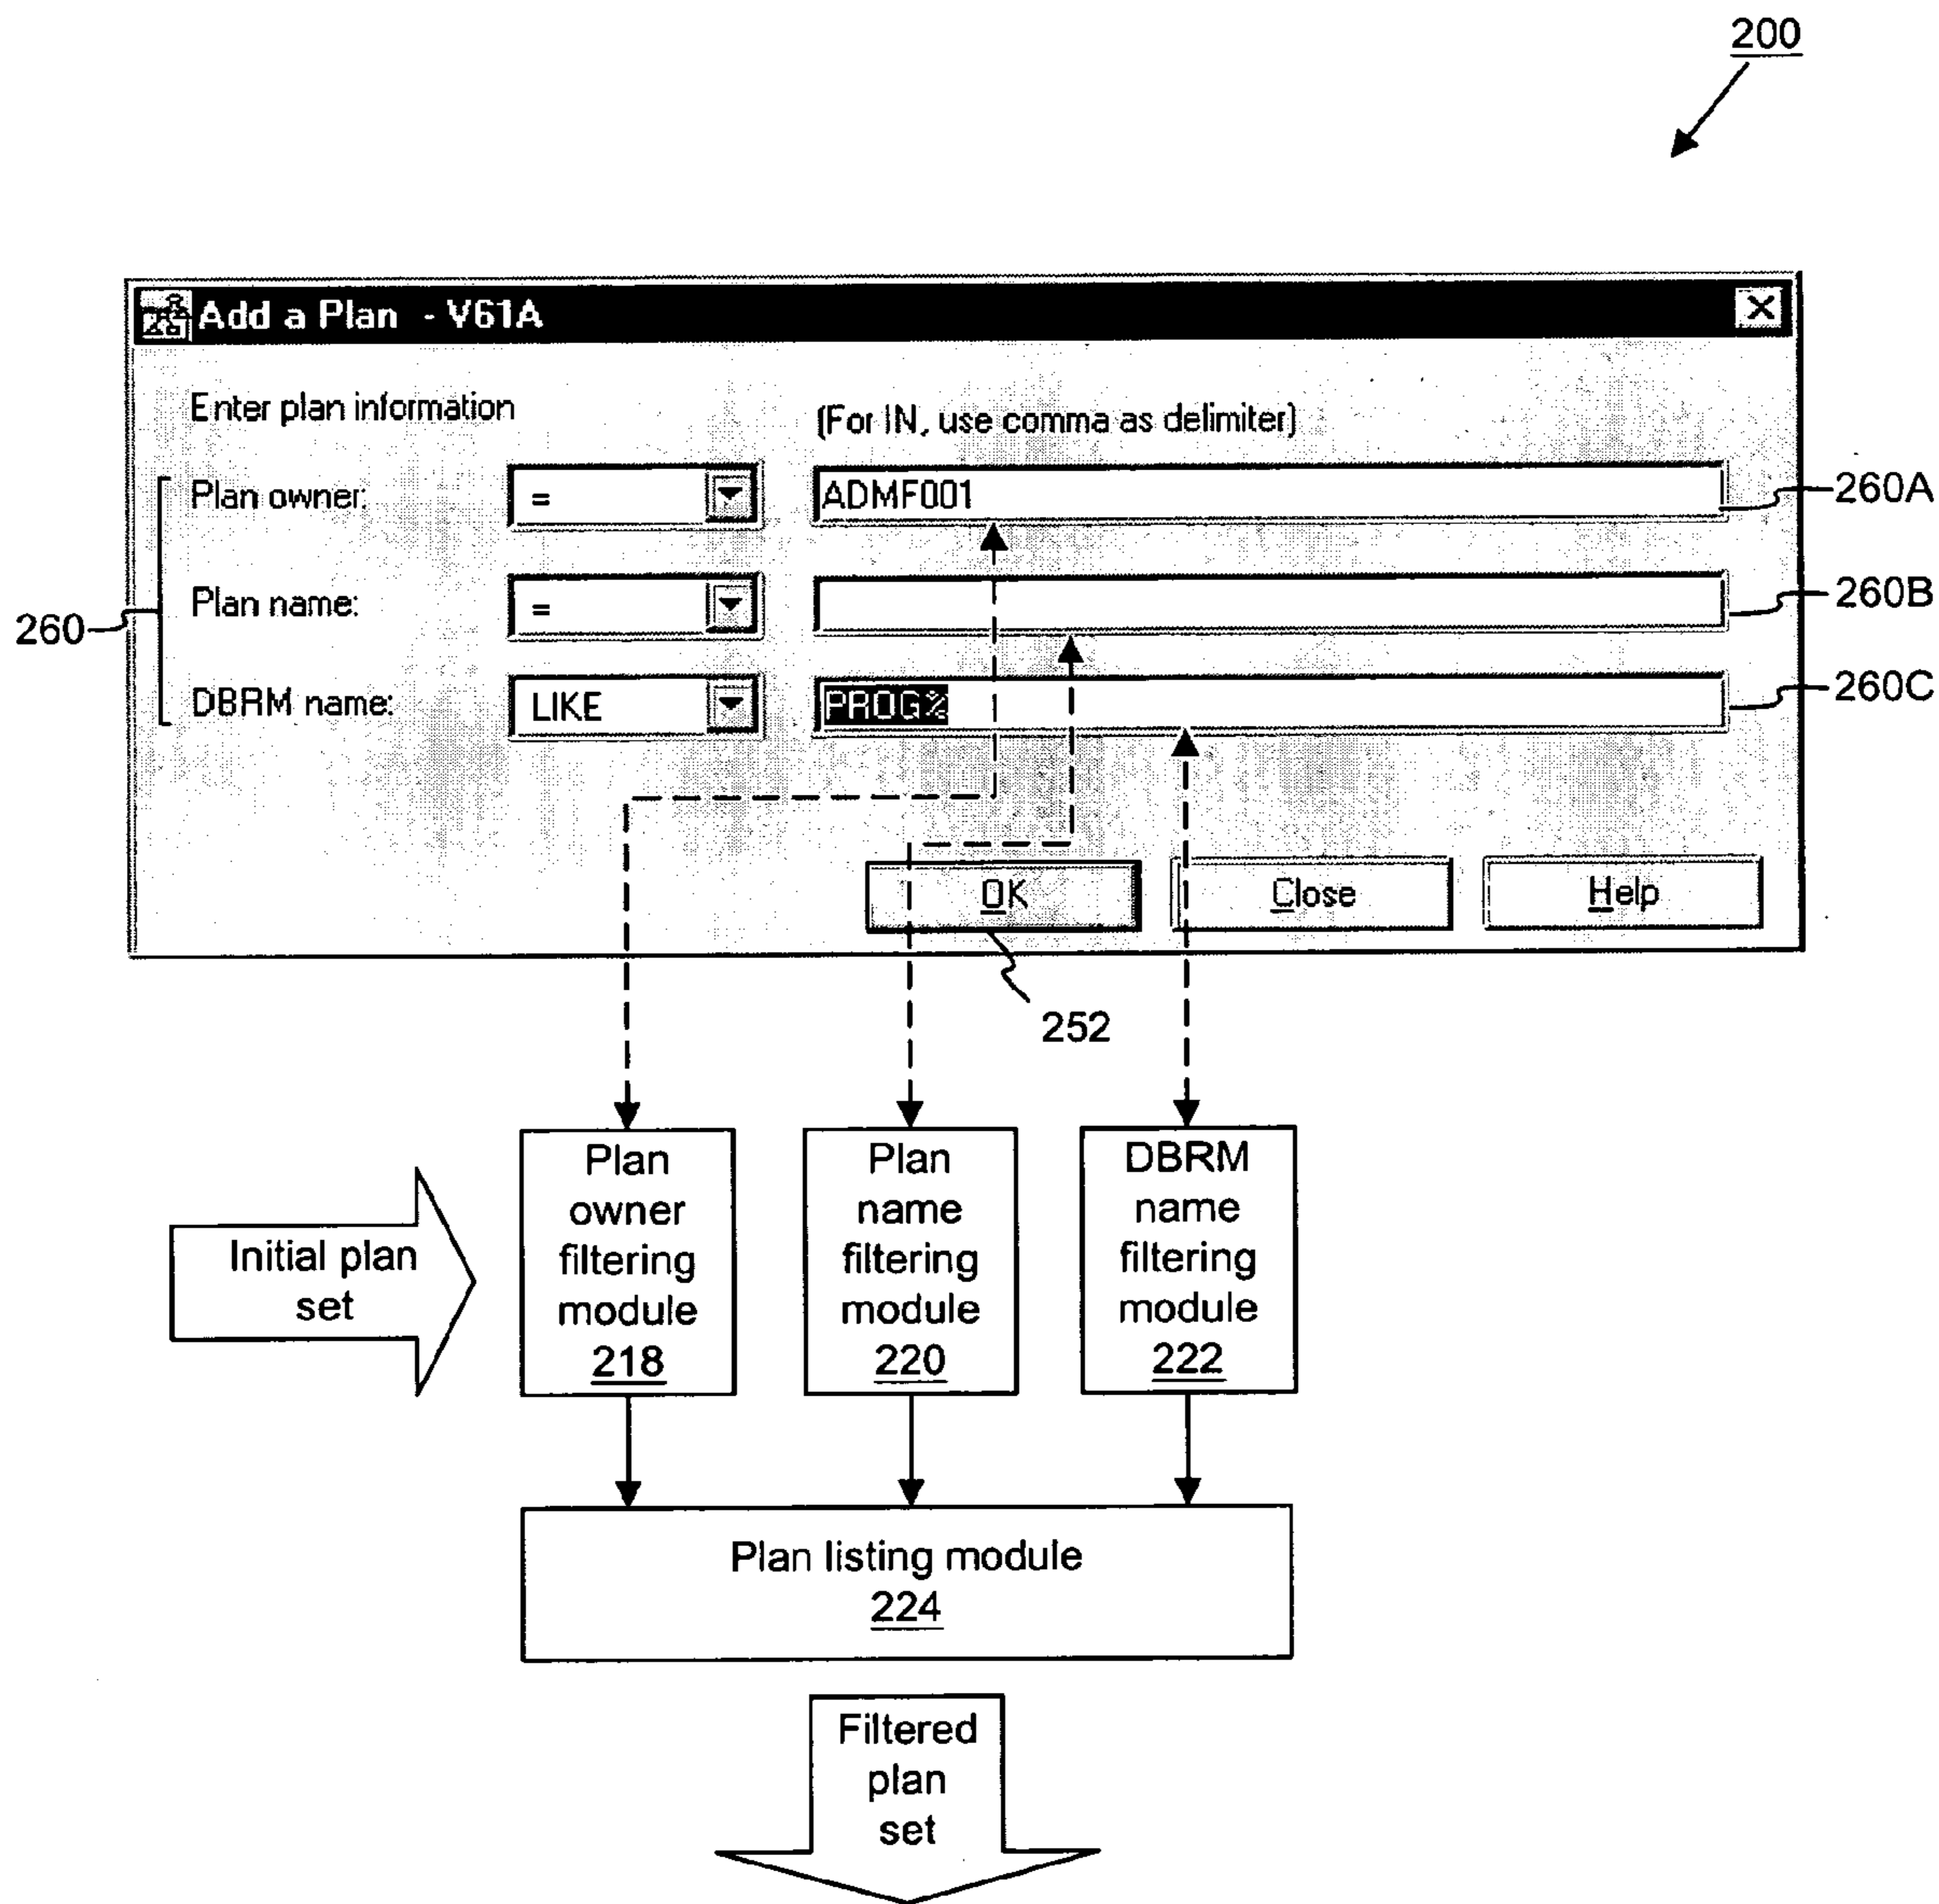 200
Add a Plan - V61A
Enter plan information
(For IN, use comma as delimiter)
Plan owner:
=
ADMF001
260A
Plan name:
=
260B
260
DBRM name:
LIKE
PROG%
260C
OK
Close
Help
252
Initial plan
set
Plan
owner
filtering
module
218
Plan
name
filtering
module
220
DBRM
name
filtering
module
222
Plan listing module
224
Filtered
plan
set